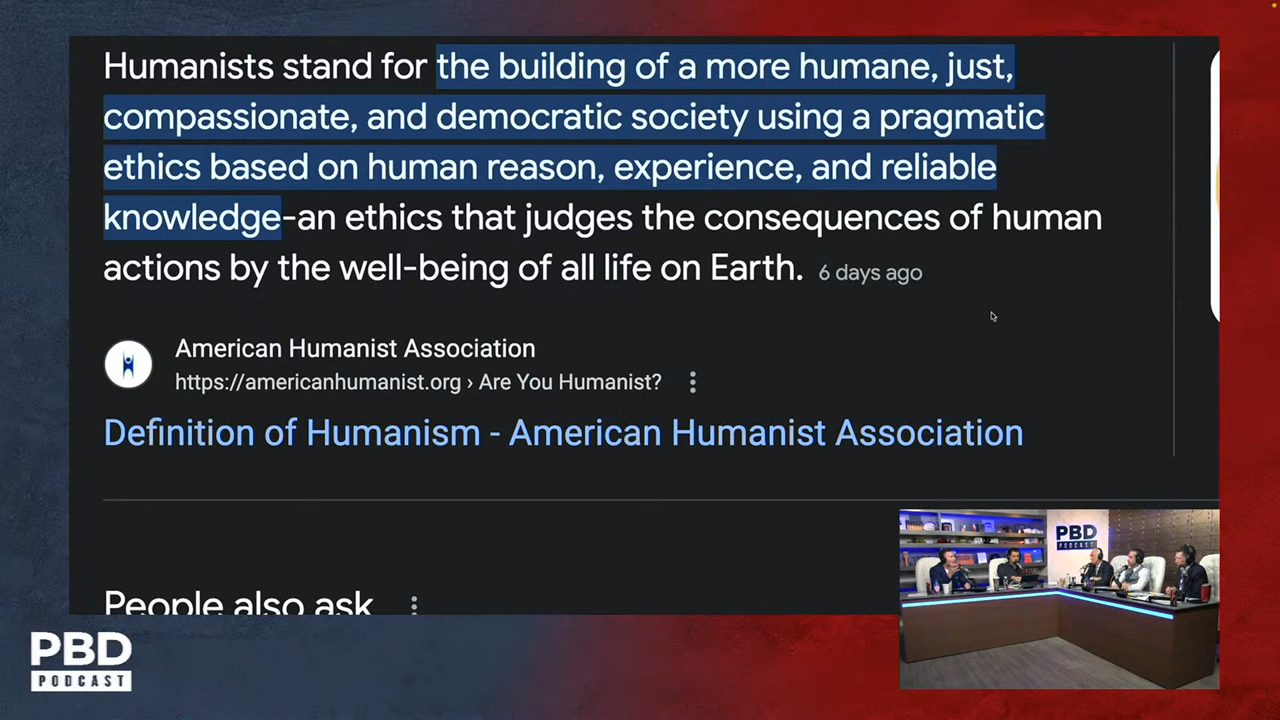 Humanists stand for the building of a more humane, just,
compassionate, and democratic society using a pragmatic
ethics based on human reason, experience, and reliable
knowledge-an ethics that judges the consequences of human
actions by the well-being of all life on Earth. 6 days ago
American Humanist Association
https://americanhumanist.org › Are You Humanist?
Definition of Humanism - American Humanist Association
People also ask
PBD
PODCAST
PBD
PODCAST